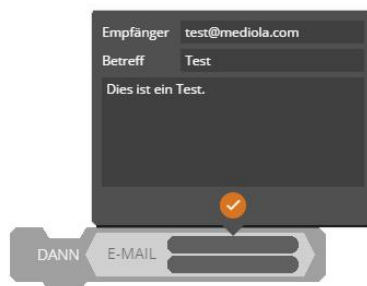 Empfänger test@mediola.com
Betreff Test
Dies ist ein Test.
DANN E-MAIL